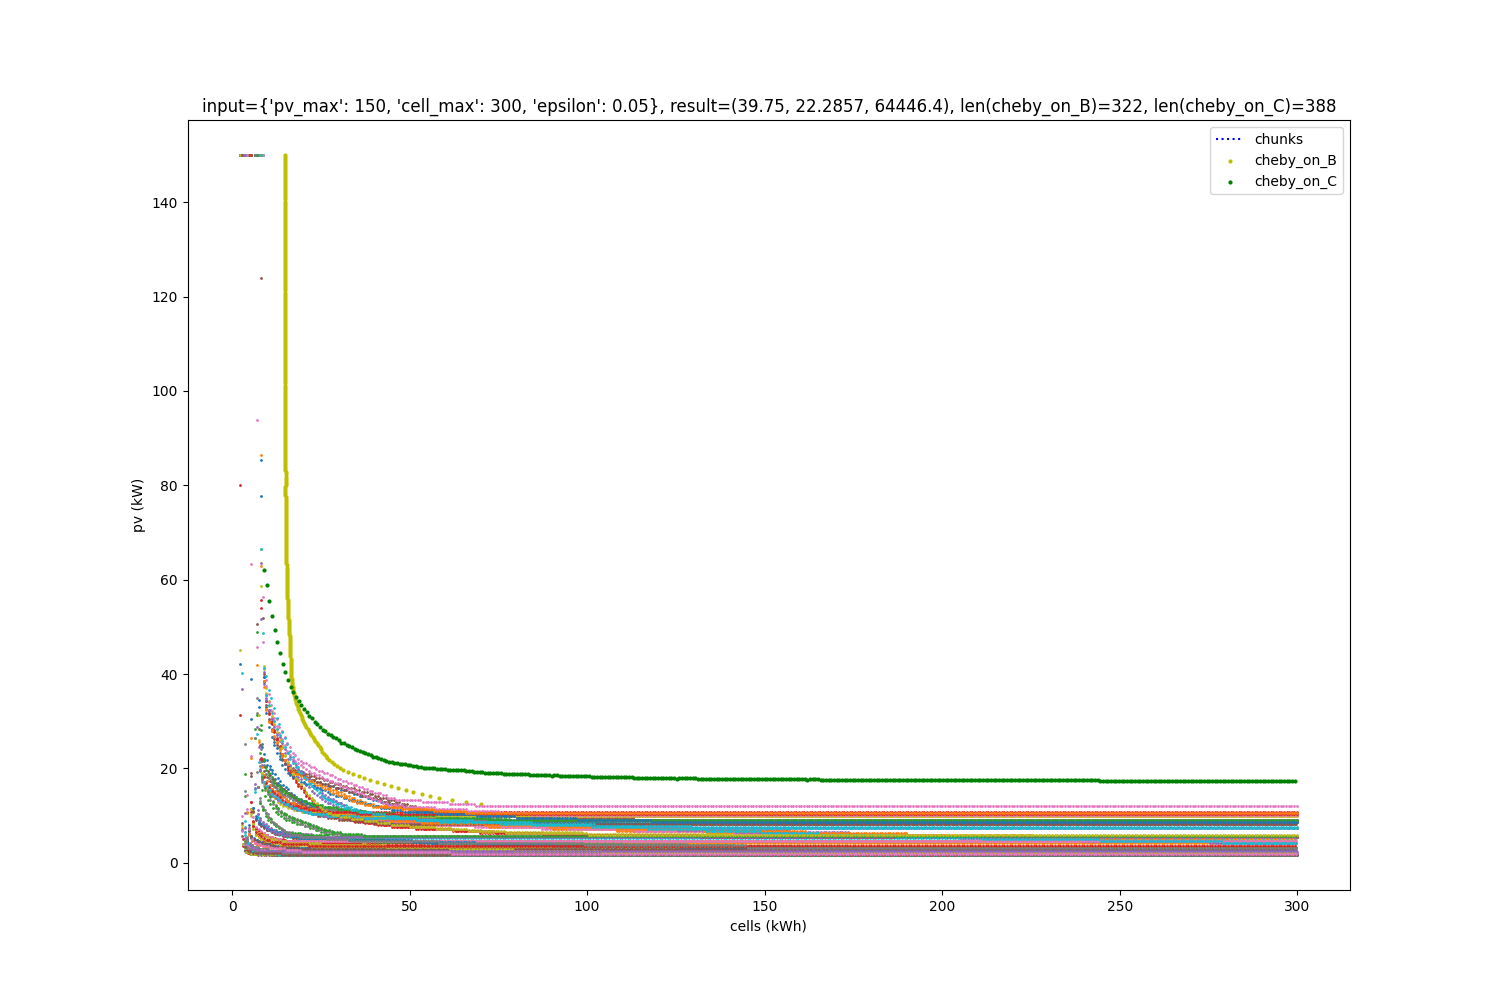 input={'pv_max': 150, 'cell_max': 300, 'epsilon': 0.05}, result=(39.75, 22.2857, 64446.4), len(cheby_on_B)=322, len(cheby_on_C)=388
chunks
cheby_on_B
cheby_on_C
140
120
100
80
60
40
20
0
pv (kW)
0 50 100 150 200 250 300
cells (kWh)